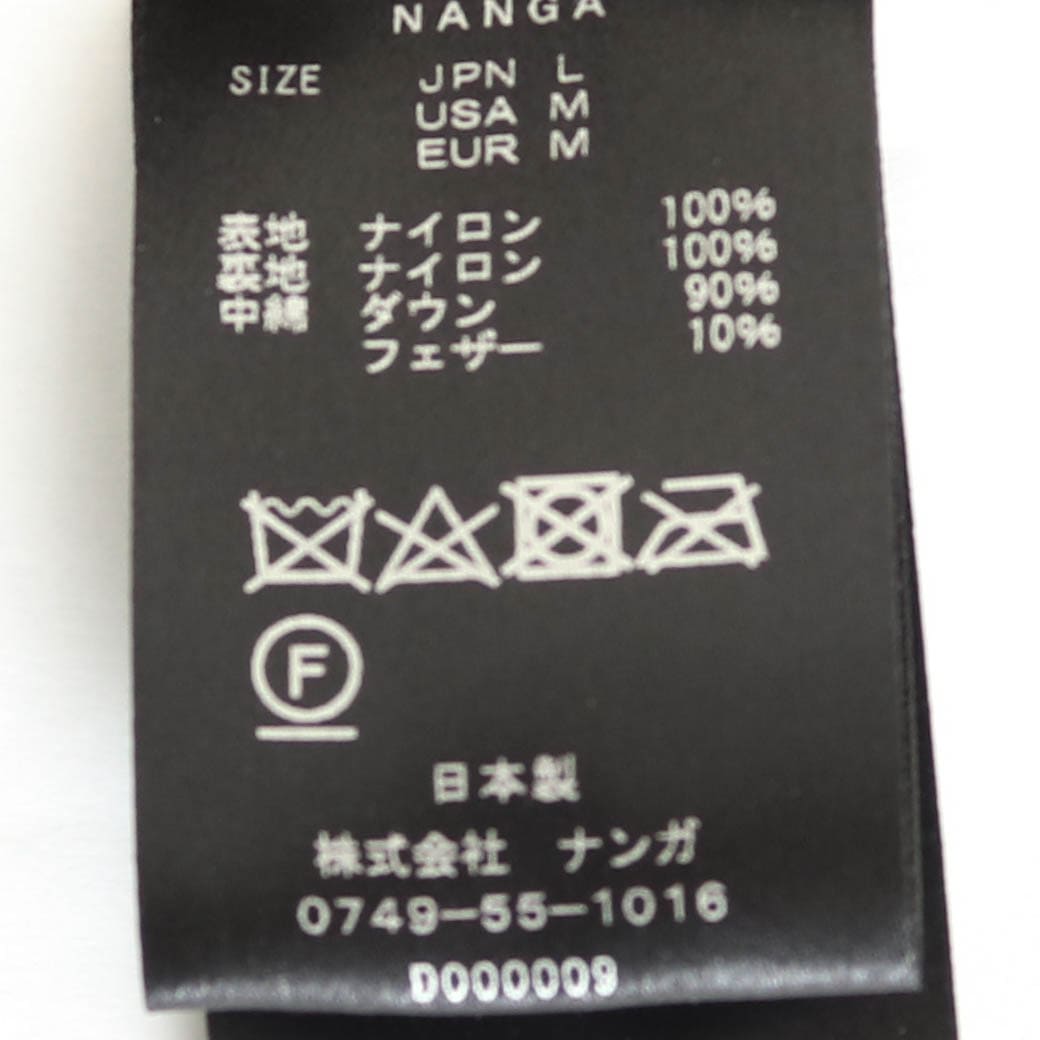 NANGA
SIZE JPN L
USA M
EUR M
表地 ナイロン 100%
裏地 ナイロン 100%
中綿 ダウン 90%
フェザー 10%
F
日本製
株式会社 ナンガ
0749-55-1016
D000009